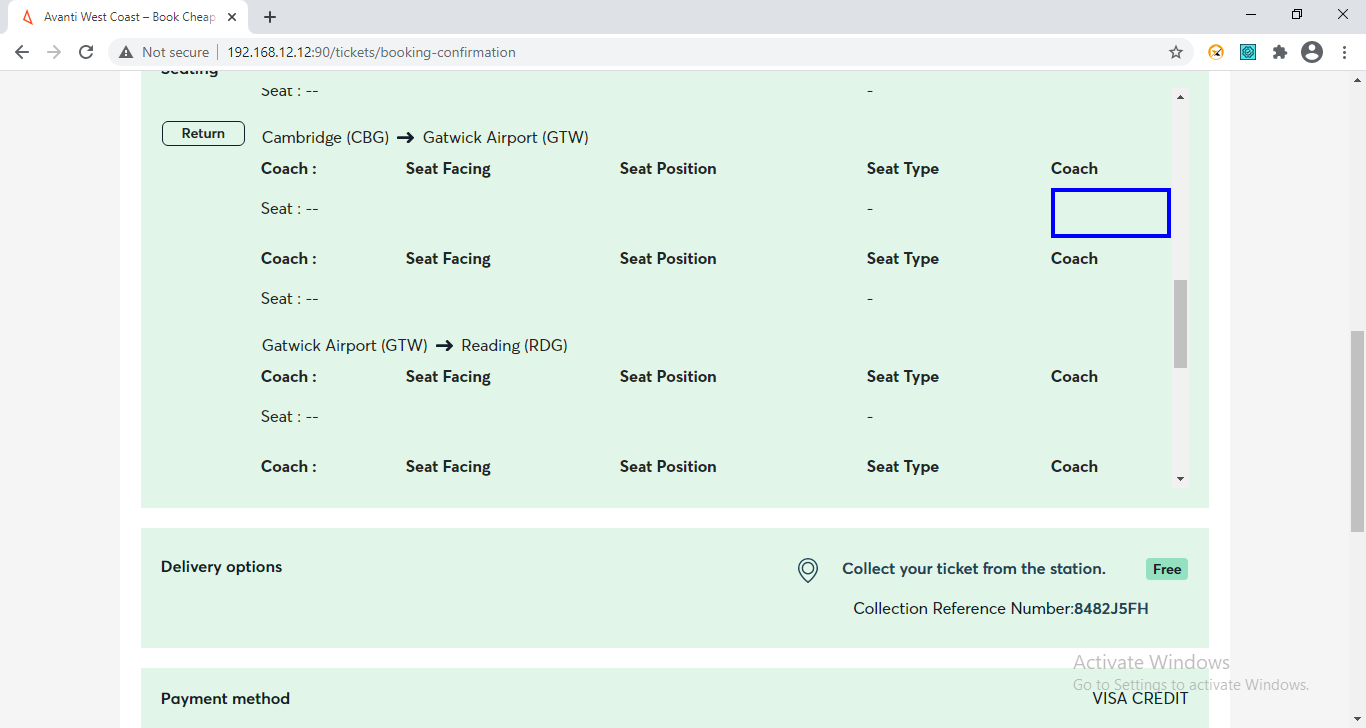 Avanti West Coast – Book Cheap
Not secure | 192.168.12.12:90/tickets/booking-confirmation
Seating
Seat : -- -
Return Cambridge (CBG) → Gatwick Airport (GTW)
Coach : Seat Facing Seat Position Seat Type Coach
Seat : -- -
Coach : Seat Facing Seat Position Seat Type Coach
Seat : -- -
Gatwick Airport (GTW) → Reading (RDG)
Coach : Seat Facing Seat Position Seat Type Coach
Seat : -- -
Coach : Seat Facing Seat Position Seat Type Coach
Delivery options Collect your ticket from the station. Free
Collection Reference Number:8482J5FH
Activate Windows
Go to Settings to activate Windows.
Payment method VISA CREDIT